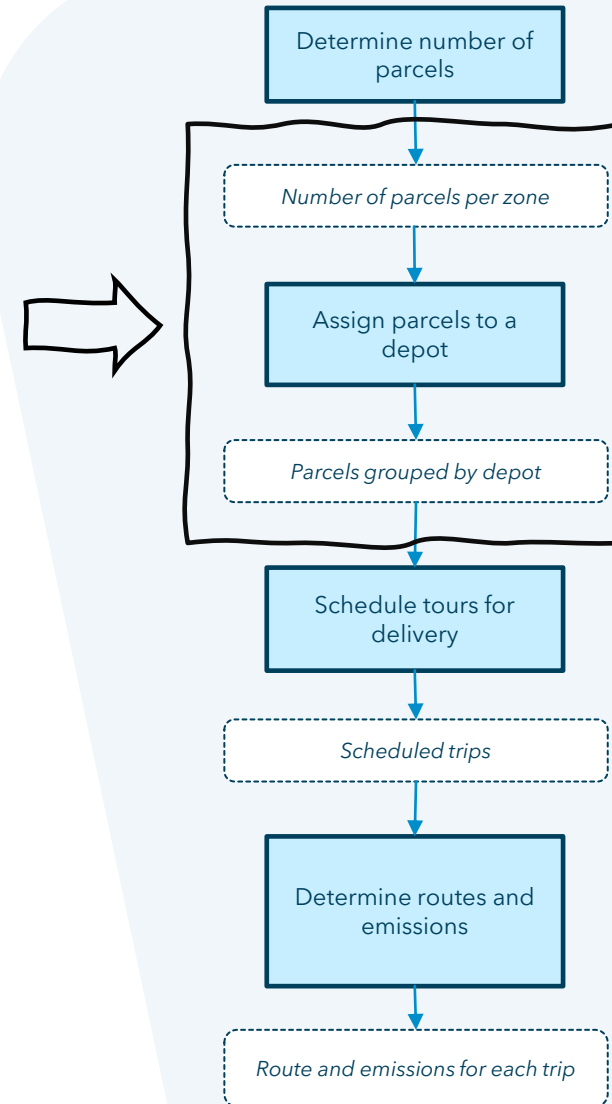 Determine number of
parcels
Number of parcels per zone
Assign parcels to a
depot
Parcels grouped by depot
Schedule tours for
delivery
Scheduled trips
Determine routes and
emissions
Route and emissions for each trip